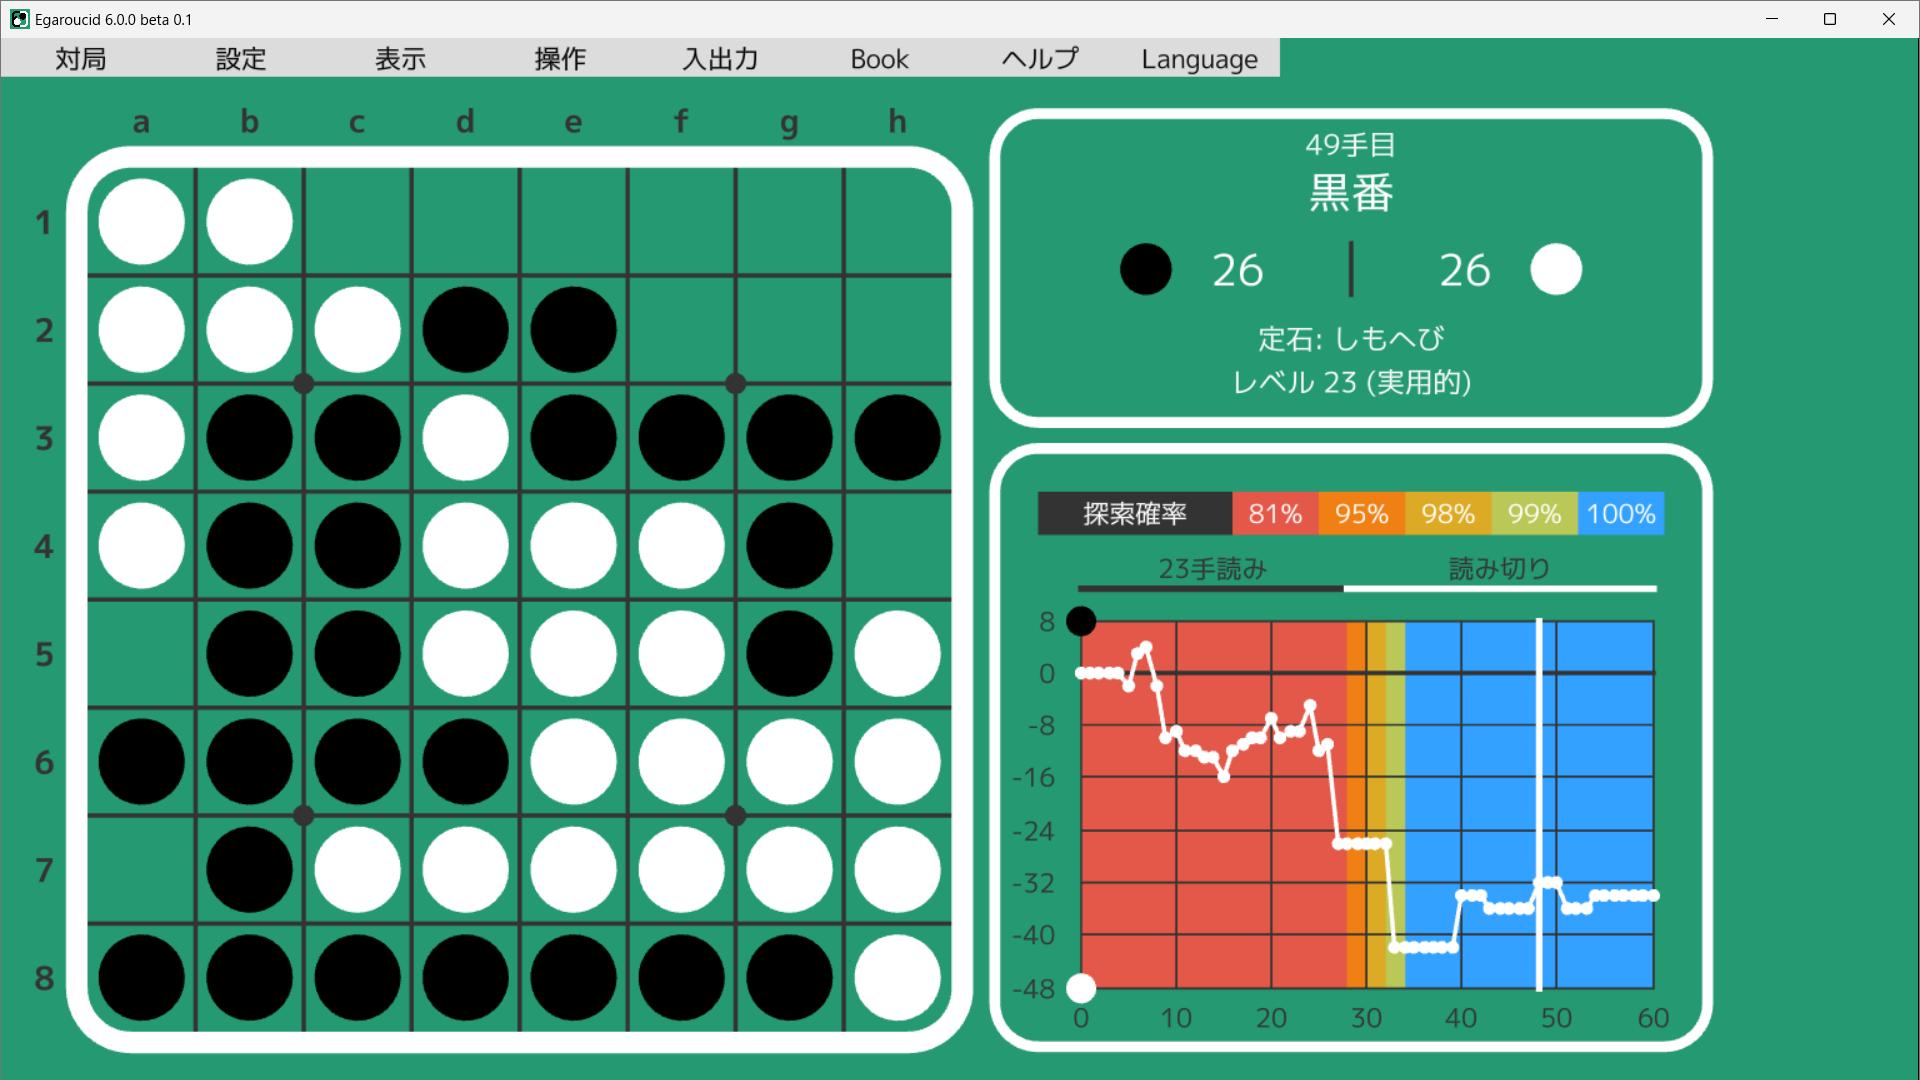 Egaroucid 6.0.0 beta 0.1
対局 設定 表示 操作 入出力 Book ヘルプ Language
a b c d e f g h
1
2
3
4
5
6
7
8
49手目
黒番
26 | 26
定石: しもへび
レベル 23 (実用的)
探索確率 81% 95% 98% 99% 100%
23手読み 読み切り
8
0
-8
-16
-24
-32
-40
-48
0 10 20 30 40 50 60